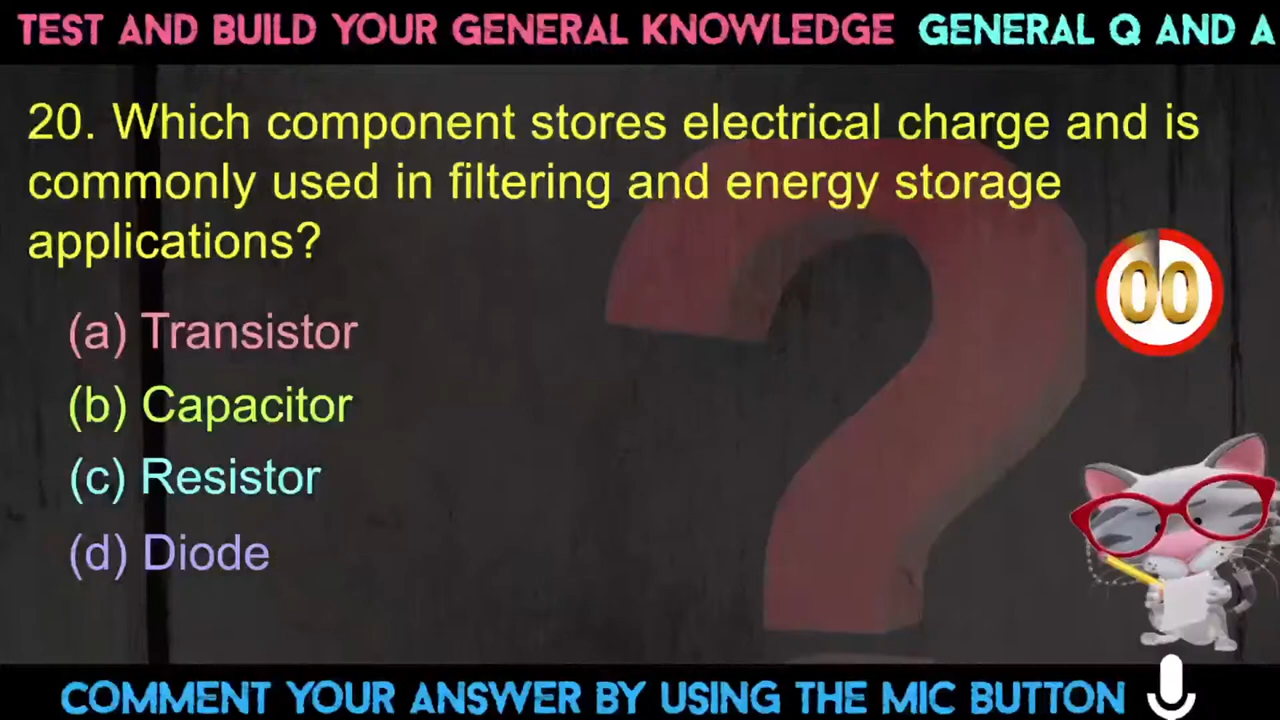 TEST AND BUILD YOUR GENERAL KNOWLEDGE GENERAL Q AND A
20. Which component stores electrical charge and is
commonly used in filtering and energy storage
applications?
00
(a) Transistor
(b) Capacitor
(c) Resistor
(d) Diode
COMMENT YOUR ANSWER BY USING THE MIC BUTTON